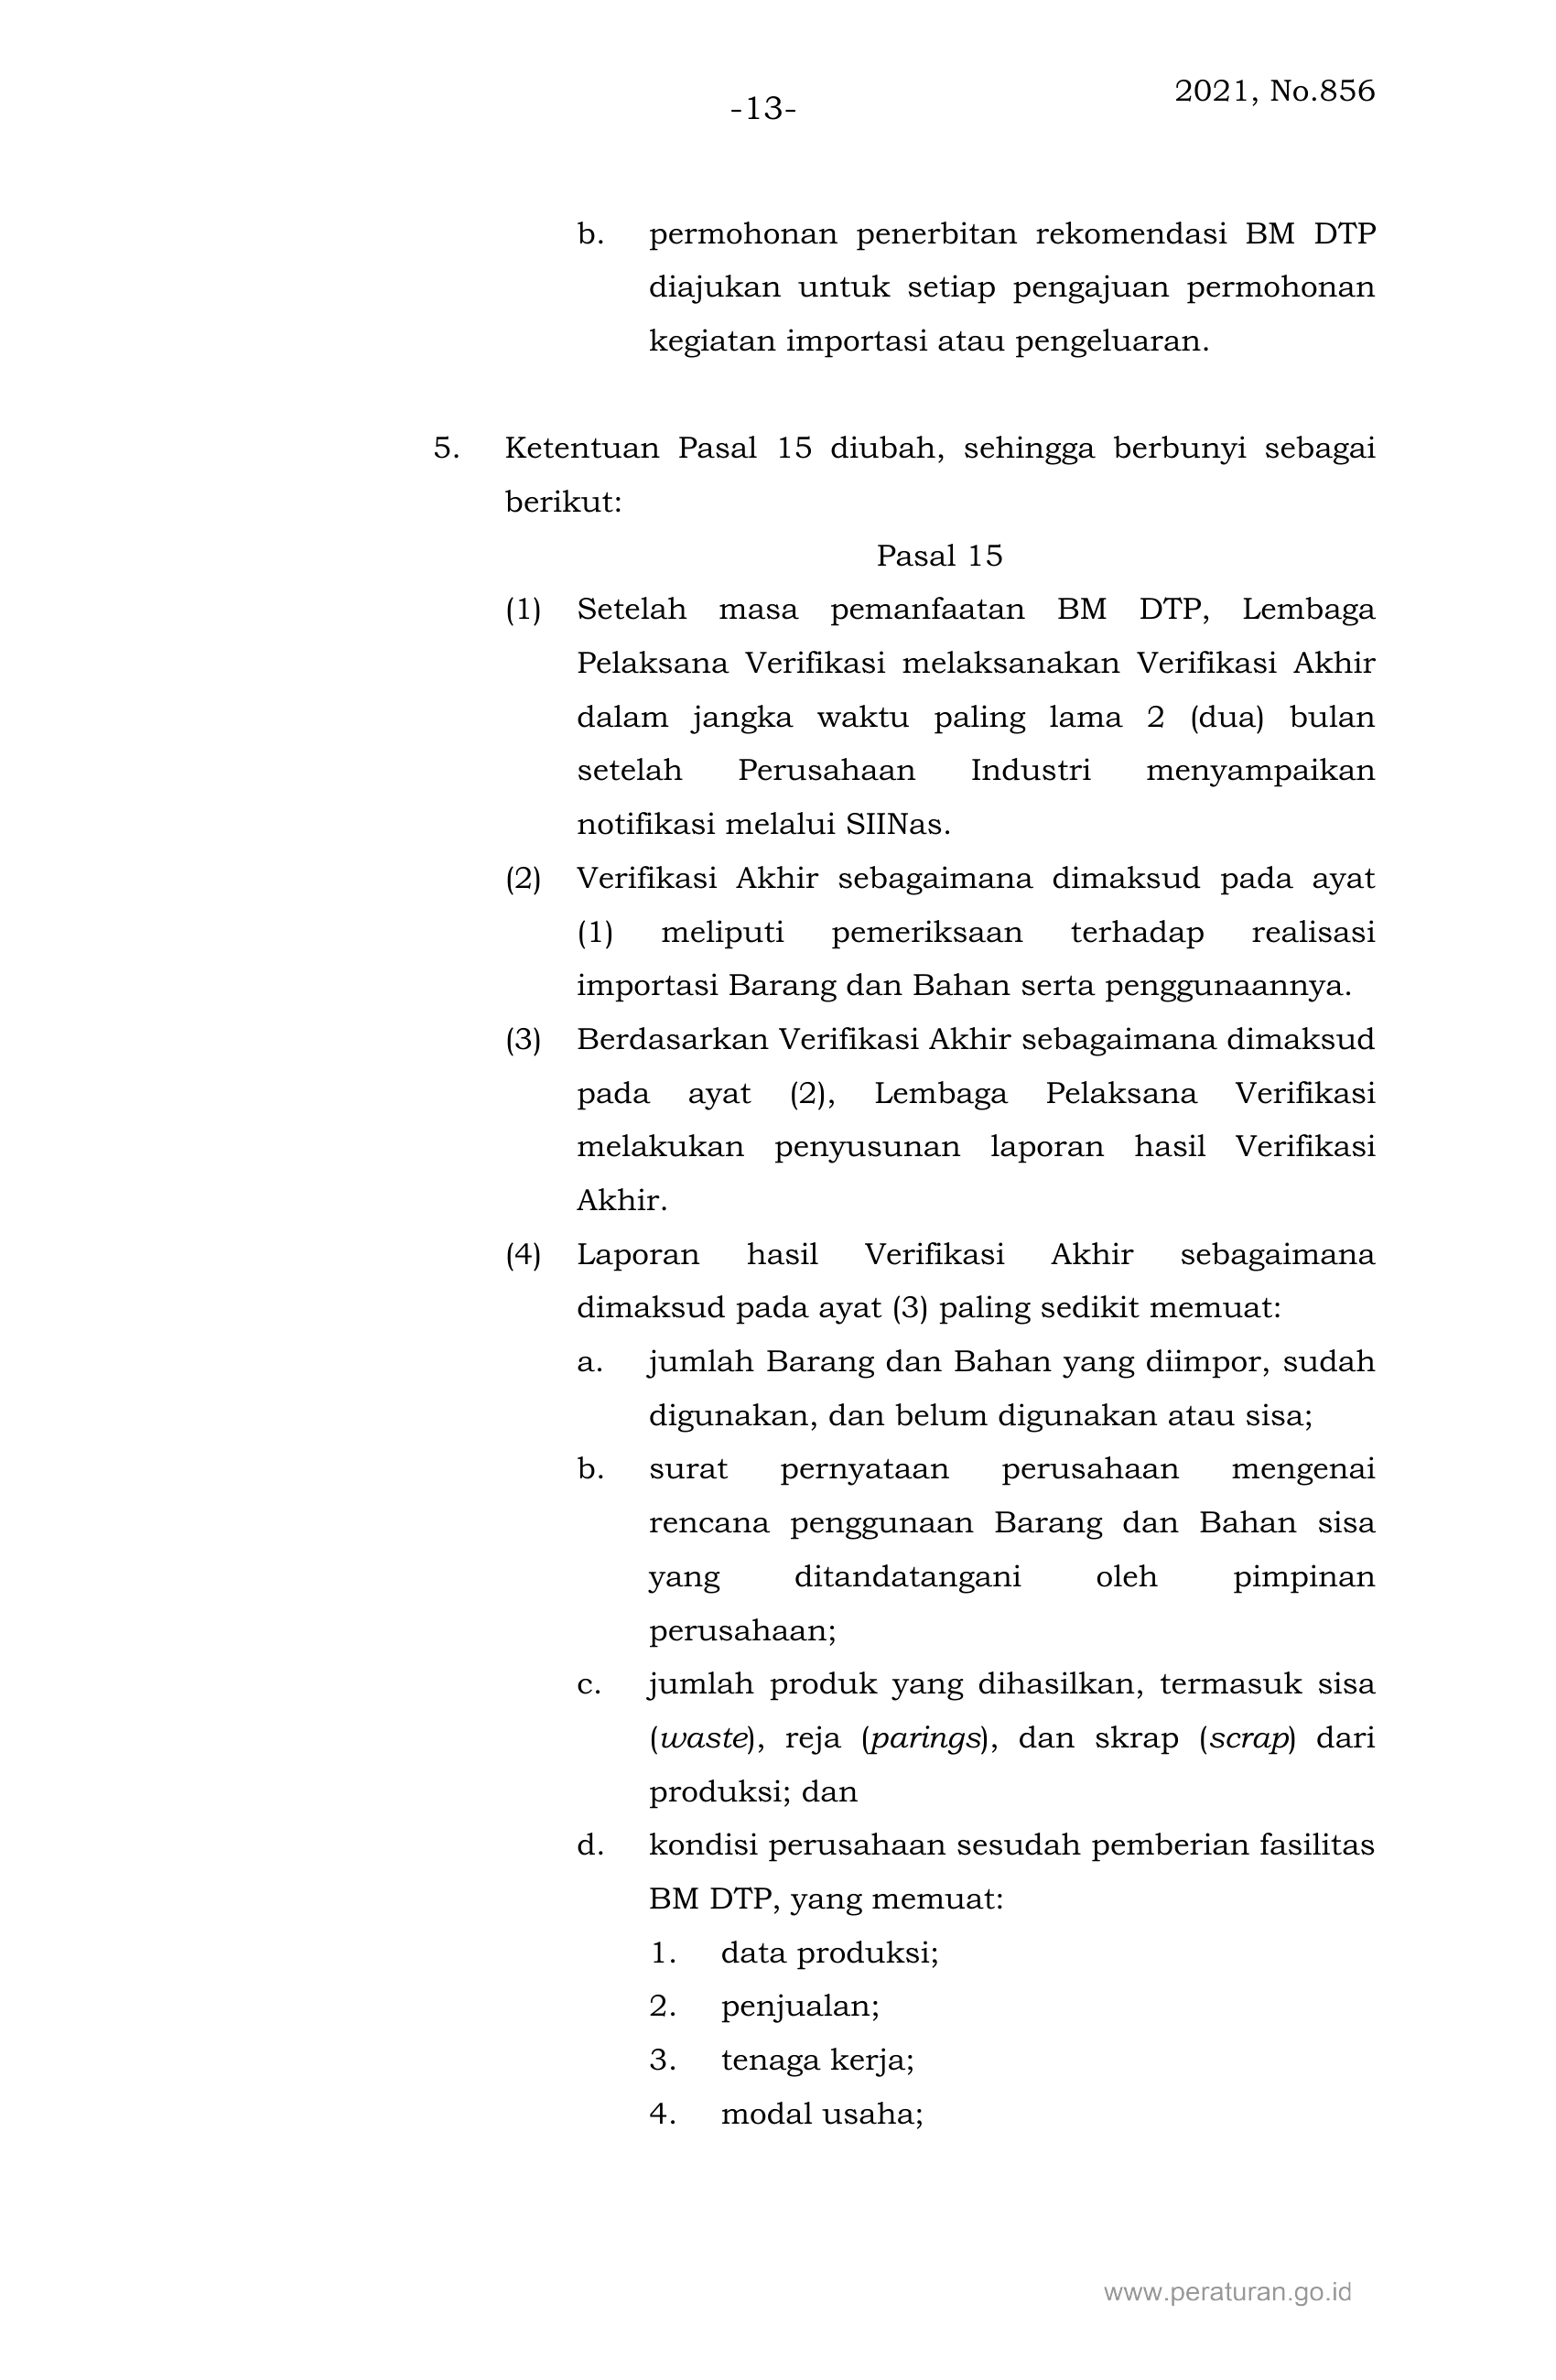 2021, No.856
-13-
b. permohonan penerbitan rekomendasi BM DTP
diajukan untuk setiap pengajuan permohonan
kegiatan importasi atau pengeluaran.
5. Ketentuan Pasal 15 diubah, sehingga berbunyi sebagai
berikut:
Pasal 15
(1) Setelah masa pemanfaatan BM DTP, Lembaga
Pelaksana Verifikasi melaksanakan Verifikasi Akhir
dalam jangka waktu paling lama 2 (dua) bulan
setelah Perusahaan Industri menyampaikan
notifikasi melalui SIINas.
(2) Verifikasi Akhir sebagaimana dimaksud pada ayat
(1) meliputi pemeriksaan terhadap realisasi
importasi Barang dan Bahan serta penggunaannya.
(3) Berdasarkan Verifikasi Akhir sebagaimana dimaksud
pada ayat (2), Lembaga Pelaksana Verifikasi
melakukan penyusunan laporan hasil Verifikasi
Akhir.
(4) Laporan hasil Verifikasi Akhir sebagaimana
dimaksud pada ayat (3) paling sedikit memuat:
a. jumlah Barang dan Bahan yang diimpor, sudah
digunakan, dan belum digunakan atau sisa;
b. surat pernyataan perusahaan mengenai
rencana penggunaan Barang dan Bahan sisa
yang ditandatangani oleh pimpinan
perusahaan;
c. jumlah produk yang dihasilkan, termasuk sisa
(waste), reja (parings), dan skrap (scrap) dari
produksi; dan
d. kondisi perusahaan sesudah pemberian fasilitas
BM DTP, yang memuat:
1. data produksi;
2. penjualan;
3. tenaga kerja;
4. modal usaha;
www.peraturan.go.id